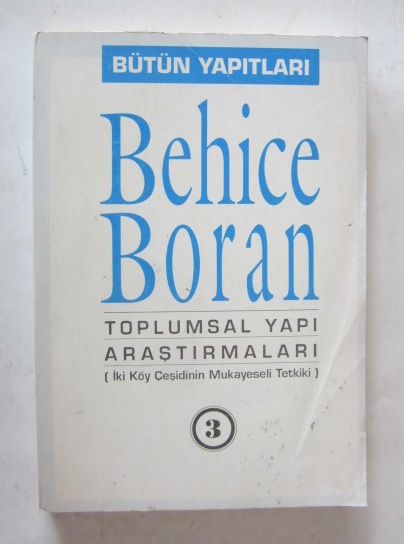 BÜTÜN YAPITLARI
Behice
Boran
TOPLUMSAL YAPI
ARAŞTIRMALARI
( İki Köy Çeşidinin Mukayeseli Tetkiki )
3